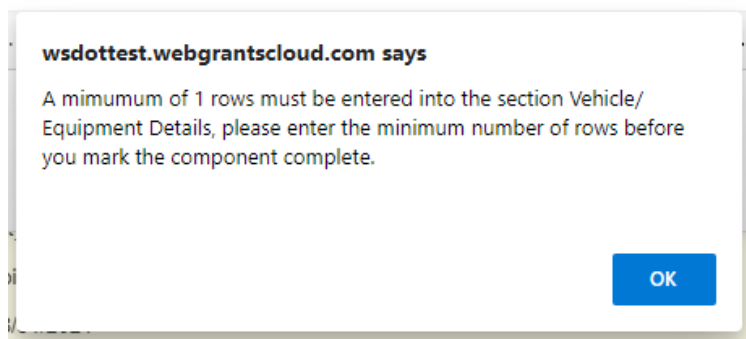 wsdottest.webgrantscloud.com says
A mimumum of 1 rows must be entered into the section Vehicle/
Equipment Details, please enter the minimum number of rows before
you mark the component complete.
OK